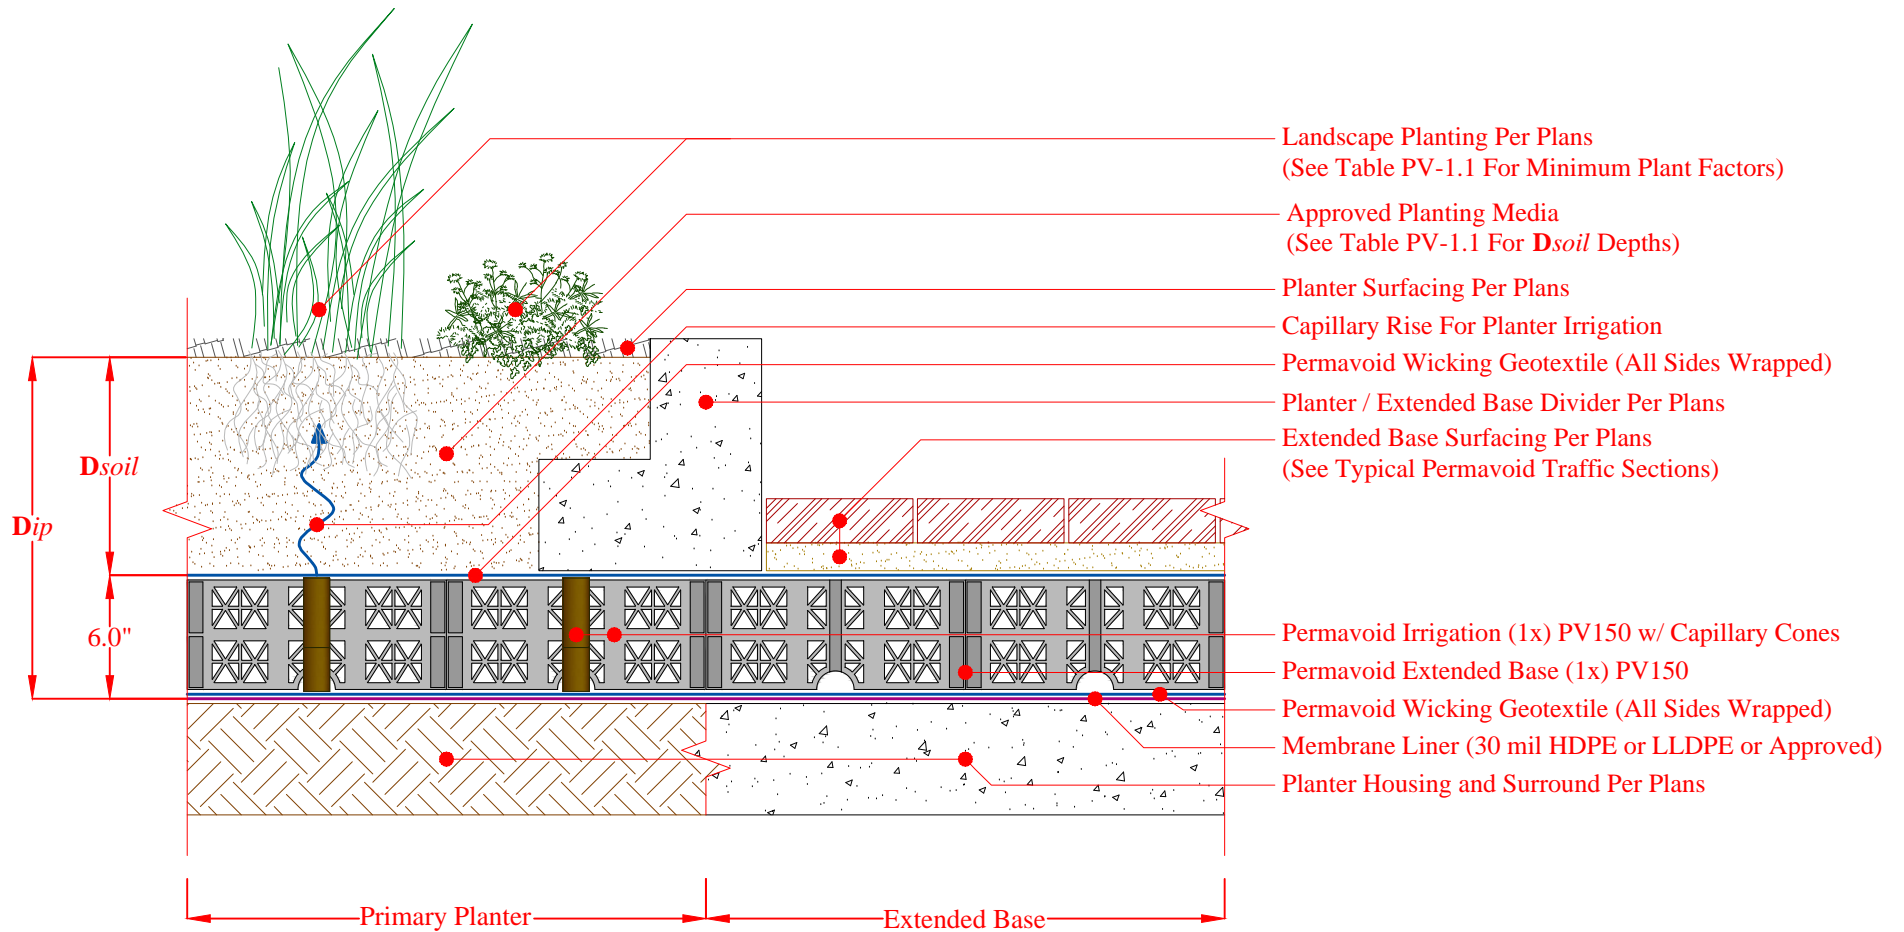 Landscape Planting Per Plans
(See Table PV-1.1 For Minimum Plant Factors)
Approved Planting Media
(See Table PV-1.1 For Dsoil Depths)
Planter Surfacing Per Plans
Capillary Rise For Planter Irrigation
Permavoid Wicking Geotextile (All Sides Wrapped)
Planter / Extended Base Divider Per Plans
Extended Base Surfacing Per Plans
(See Typical Permavoid Traffic Sections)
Dsoil
Dip
6.0"
Permavoid Irrigation (1x) PV150 w/ Capillary Cones
Permavoid Extended Base (1x) PV150
Permavoid Wicking Geotextile (All Sides Wrapped)
Membrane Liner (30 mil HDPE or LLDPE or Approved)
Planter Housing and Surround Per Plans
Primary Planter
Extended Base